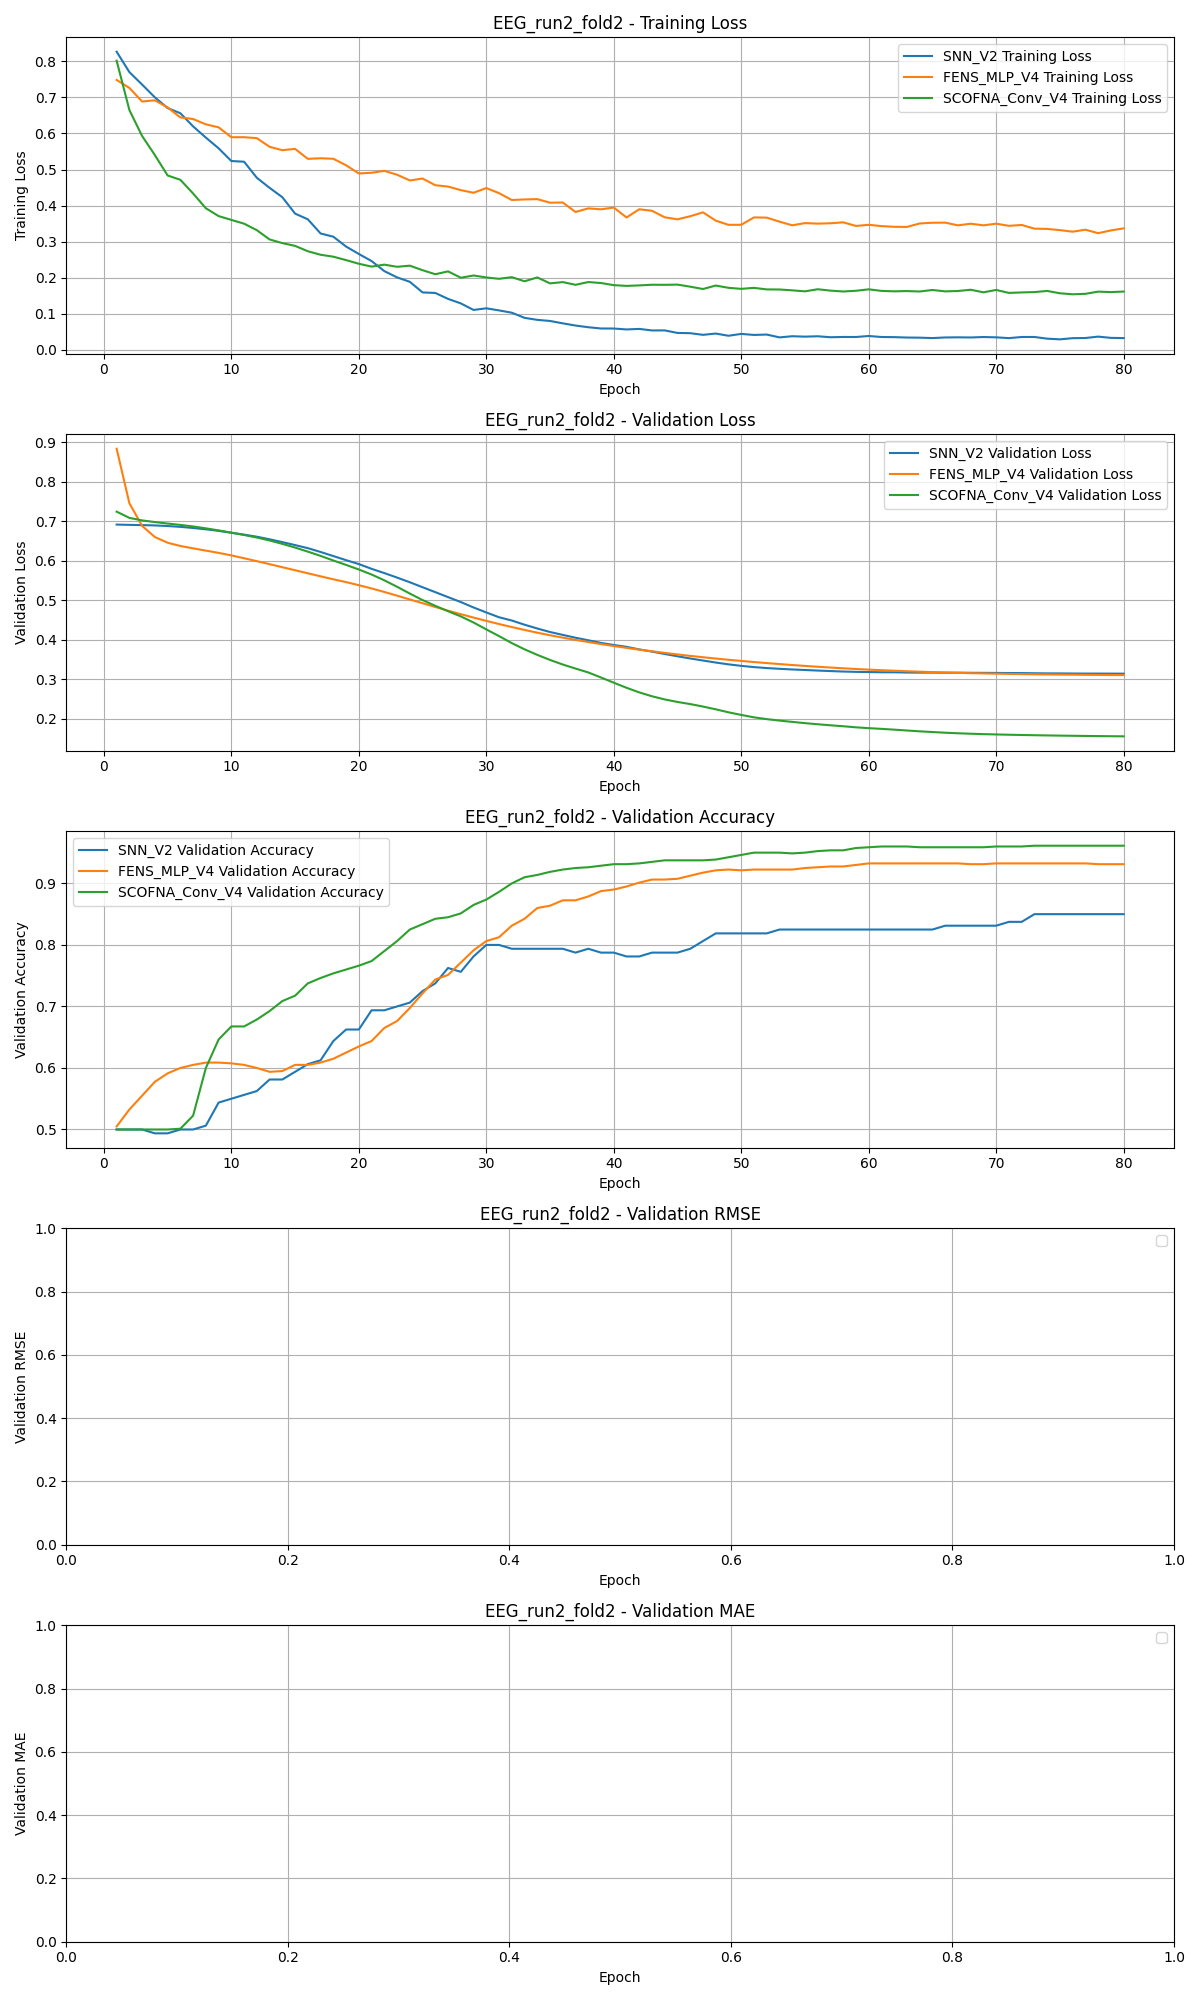 EEG_run2_fold2 - Training Loss
Training Loss
0.8
0.7
0.6
0.5
0.4
0.3
0.2
0.1
0.0
SNN_V2 Training Loss
FENS_MLP_V4 Training Loss
SCOFNA_Conv_V4 Training Loss
0 10 20 30 40 50 60 70 80
Epoch
EEG_run2_fold2 - Validation Loss
Validation Loss
0.9
0.8
0.7
0.6
0.5
0.4
0.3
0.2
SNN_V2 Validation Loss
FENS_MLP_V4 Validation Loss
SCOFNA_Conv_V4 Validation Loss
0 10 20 30 40 50 60 70 80
Epoch
EEG_run2_fold2 - Validation Accuracy
Validation Accuracy
SNN_V2 Validation Accuracy
FENS_MLP_V4 Validation Accuracy
SCOFNA_Conv_V4 Validation Accuracy
0.9
0.8
0.7
0.6
0.5
0 10 20 30 40 50 60 70 80
Epoch
EEG_run2_fold2 - Validation RMSE
Validation RMSE
1.0
0.8
0.6
0.4
0.2
0.0
0.0 0.2 0.4 0.6 0.8 1.0
Epoch
EEG_run2_fold2 - Validation MAE
Validation MAE
1.0
0.8
0.6
0.4
0.2
0.0
0.0 0.2 0.4 0.6 0.8 1.0
Epoch